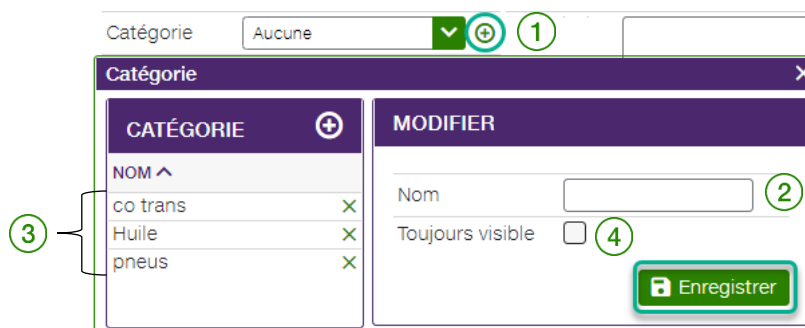 Catégorie Aucune 1
Catégorie
CATÉGORIE
NOM
co trans
Huile
pneus
3
MODIFIER
Nom 2
Toujours visible 4
Enregistrer